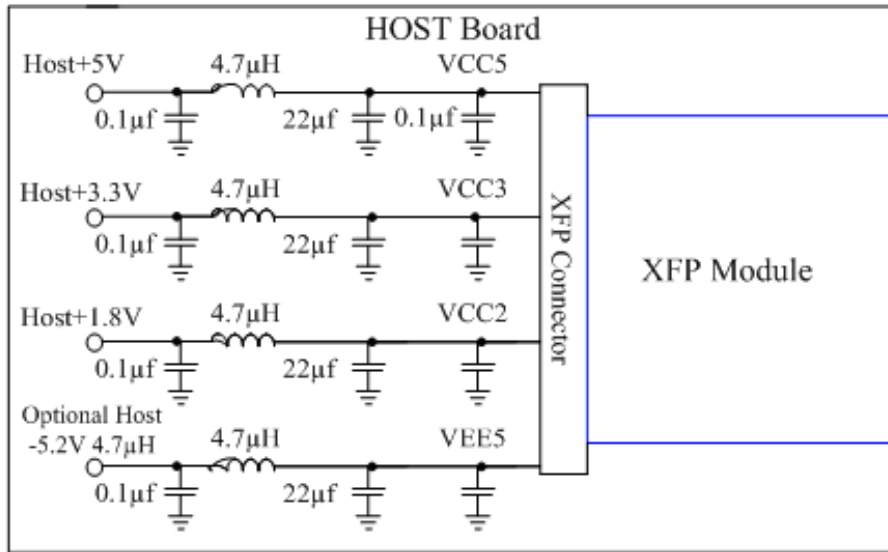 HOST Board
Host+5V 4.7µH VCC5
0.1µf 22µf 0.1µf
Host+3.3V 4.7µH VCC3
0.1µf 22µf
Host+1.8V 4.7µH VCC2
0.1µf 22µf
Optional Host
-5.2V 4.7µH 4.7µH VEE5
0.1µf 22µf
XFP Connector
XFP Module